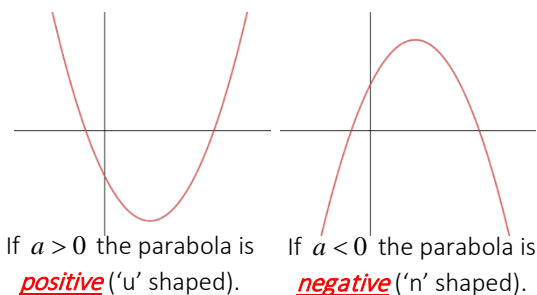 If a > 0 the parabola is
positive ('u' shaped).
If a < 0 the parabola is
negative ('n' shaped).